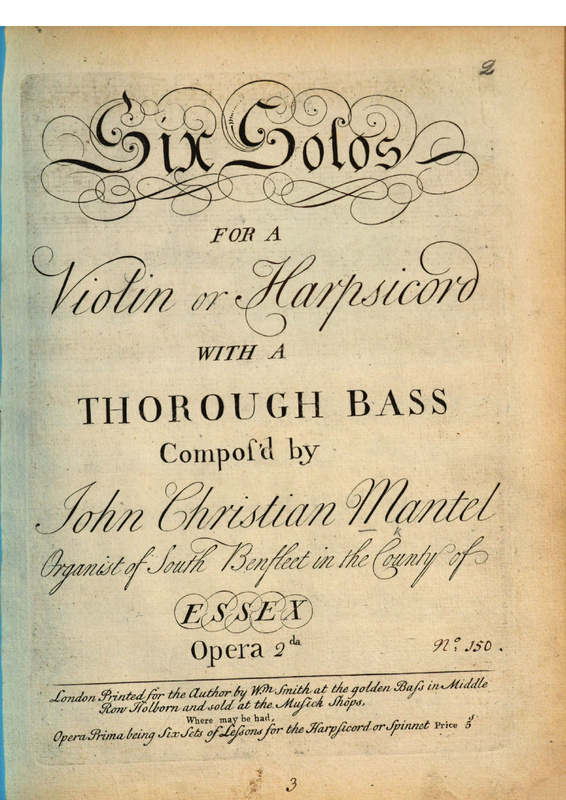 2
Six Solos
FOR A
Violin or Harpsicord
WITH A
THOROUGH BASS
Compoſ'd by
John Christian Mantel
k
Organist of South Benfleet in the County of
ESSEX
Opera 2.da
No. 150.
London Printed for the Author by Wm Smith at the golden Baſs in Middle
Row Holborn and sold at the Muſick Shops,
Where may be had,
Opera Prima being Six Sets of Leſsons for the Harpſicord or Spinnet Price 5s
3